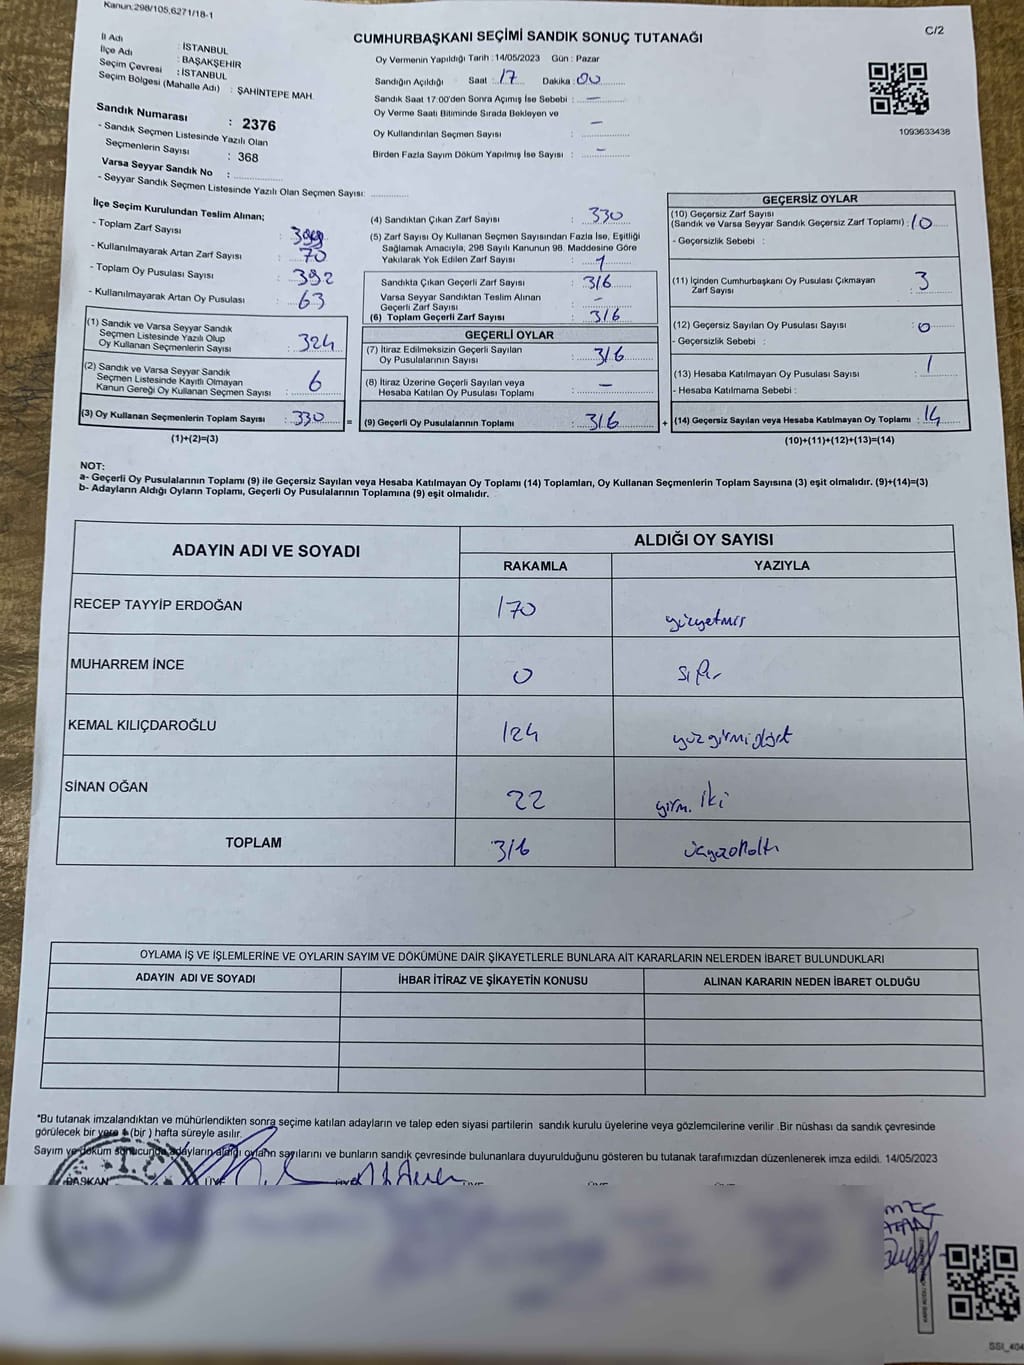 Kanun;298/105,6271/18-1
C/2
CUMHURBAŞKANI SEÇİMİ SANDIK SONUÇ TUTANAĞI
İl Adı : İSTANBUL
İlçe Adı : BAŞAKŞEHİR
Seçim Çevresi : İSTANBUL
Seçim Bölgesi (Mahalle Adı) : ŞAHİNTEPE MAH.
Sandık Numarası : 2376
- Sandık Seçmen Listesinde Yazılı Olan
Seçmenlerin Sayısı : 368
Varsa Seyyar Sandık No :
- Seyyar Sandık Seçmen Listesinde Yazılı Olan Seçmen Sayısı:
Oy Vermenin Yapıldığı Tarih : 14/05/2023 Gün : Pazar
Sandığın Açıldığı Saat : 17 Dakika : 00
Sandık Saat 17:00'den Sonra Açımış İse Sebebi : —
Oy Verme Saati Bitiminde Sırada Bekleyen ve
Oy Kullandırılan Seçmen Sayısı : —
Birden Fazla Sayım Döküm Yapılmış İse Sayısı : —
1093633438
İlçe Seçim Kurulundan Teslim Alınan;
- Toplam Zarf Sayısı :
- Kullanılmayarak Artan Zarf Sayısı : 70
- Toplam Oy Pusulası Sayısı : 392
- Kullanılmayarak Artan Oy Pusulası : 63
(1) Sandık ve Varsa Seyyar Sandık
Seçmen Listesinde Yazılı Olup
Oy Kullanan Seçmenlerin Sayısı : 324
(2) Sandık ve Varsa Seyyar Sandık
Seçmen Listesinde Kayıtlı Olmayan
Kanun Gereği Oy Kullanan Seçmen Sayısı : 6
(3) Oy Kullanan Seçmenlerin Toplam Sayısı : 330 =
(1)+(2)=(3)
(4) Sandıktan Çıkan Zarf Sayısı : 330
(5) Zarf Sayısı Oy Kullanan Seçmen Sayısından Fazla İse, Eşitliği
Sağlamak Amacıyla, 298 Sayılı Kanunun 98. Maddesine Göre
Yakılarak Yok Edilen Zarf Sayısı :
Sandıkta Çıkan Geçerli Zarf Sayısı : 316
Varsa Seyyar Sandıktan Teslim Alınan
Geçerli Zarf Sayısı : —
(6) Toplam Geçerli Zarf Sayısı : 316
GEÇERLİ OYLAR
(7) İtiraz Edilmeksizin Geçerli Sayılan
Oy Pusulalarının Sayısı : 316
(8) İtiraz Üzerine Geçerli Sayılan veya
Hesaba Katılan Oy Pusulası Toplamı : —
(9) Geçerli Oy Pusulalarının Toplamı : 316 +
GEÇERSİZ OYLAR
(10) Geçersiz Zarf Sayısı
(Sandık ve Varsa Seyyar Sandık Geçersiz Zarf Toplamı) : 10
- Geçersizlik Sebebi :
(11) İçinden Cumhurbaşkanı Oy Pusulası Çıkmayan
Zarf Sayısı : 3
(12) Geçersiz Sayılan Oy Pusulası Sayısı : 0
- Geçersizlik Sebebi :
(13) Hesaba Katılmayan Oy Pusulası Sayısı : 1
- Hesaba Katılmama Sebebi :
(14) Geçersiz Sayılan veya Hesaba Katılmayan Oy Toplamı : 14
(10)+(11)+(12)+(13)=(14)
NOT:
a- Geçerli Oy Pusulalarının Toplamı (9) ile Geçersiz Sayılan veya Hesaba Katılmayan Oy Toplamı (14) Toplamları, Oy Kullanan Seçmenlerin Toplam Sayısına (3) eşit olmalıdır. (9)+(14)=(3)
b- Adayların Aldığı Oyların Toplamı, Geçerli Oy Pusulalarının Toplamına (9) eşit olmalıdır.
ADAYIN ADI VE SOYADI
ALDIĞI OY SAYISI
RAKAMLA YAZIYLA
RECEP TAYYİP ERDOĞAN 170 yüzyetmiş
MUHARREM İNCE 0 sıfır
KEMAL KILIÇDAROĞLU 124 yüzyirmidört
SİNAN OĞAN 22 yirmi iki
TOPLAM 316 üçyüzonaltı
OYLAMA İŞ VE İŞLEMLERİNE VE OYLARIN SAYIM VE DÖKÜMÜNE DAİR ŞİKAYETLERLE BUNLARA AİT KARARLARIN NELERDEN İBARET BULUNDUKLARI
ADAYIN ADI VE SOYADI İHBAR İTİRAZ VE ŞİKAYETİN KONUSU ALINAN KARARIN NEDEN İBARET OLDUĞU
*Bu tutanak imzalandıktan ve mühürlendikten sonra seçime katılan adayların ve talep eden siyasi partilerin sandık kurulu üyelerine veya gözlemcilerine verilir .Bir nüshası da sandık çevresinde
görülecek bir yere 1 (bir ) hafta süreyle asılır.
Sayım ve döküm sonucunda adayların aldığı oyların sayılarını ve bunların sandık çevresinde bulunanlara duyurulduğunu gösteren bu tutanak tarafımızdan düzenlenerek imza edildi. 14/05/2023
T.C.
BAŞKAN ÜYE